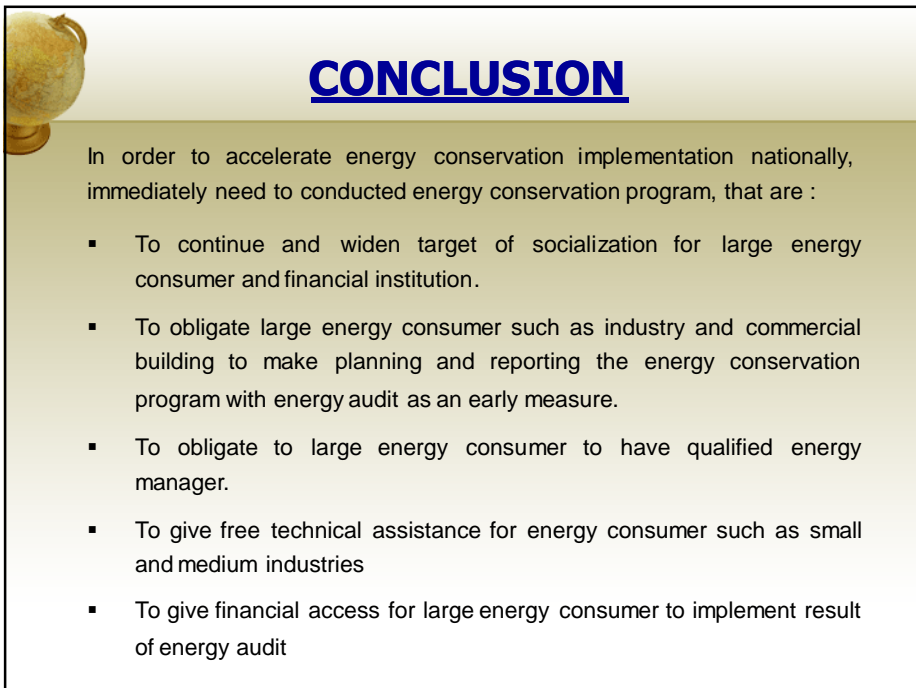 CONCLUSION
In order to accelerate energy conservation implementation nationally,
immediately need to conducted energy conservation program, that are :
▪ To continue and widen target of socialization for large energy
consumer and financial institution.
▪ To obligate large energy consumer such as industry and commercial
building to make planning and reporting the energy conservation
program with energy audit as an early measure.
▪ To obligate to large energy consumer to have qualified energy
manager.
▪ To give free technical assistance for energy consumer such as small
and medium industries
▪ To give financial access for large energy consumer to implement result
of energy audit